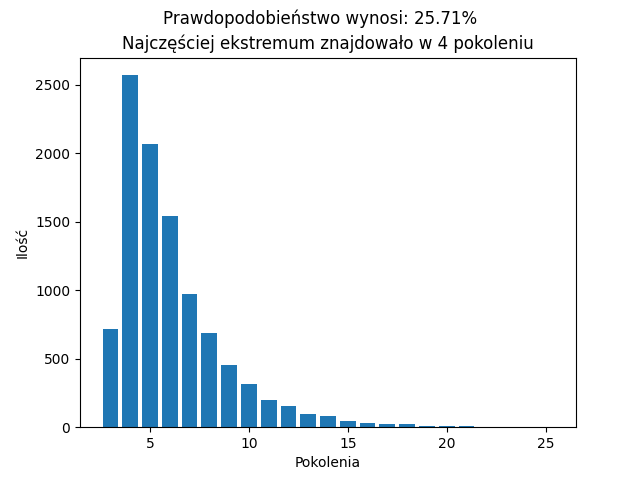 Prawdopodobieństwo wynosi: 25.71%
Najczęściej ekstremum znajdowało w 4 pokoleniu
2500
2000
1500
1000
500
0
Ilość
5 10 15 20 25
Pokolenia